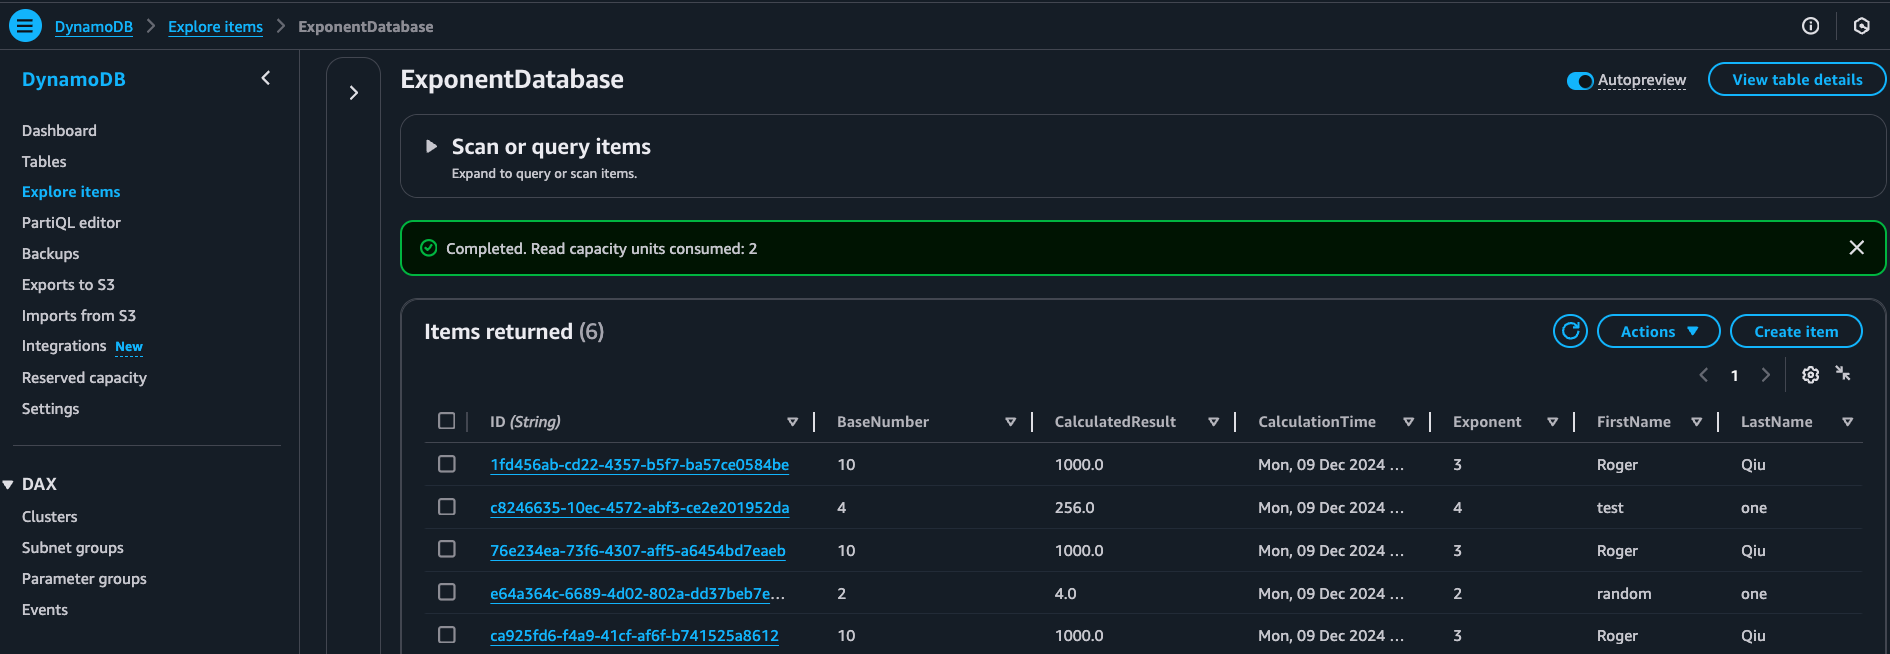 DynamoDB > Explore items > ExponentDatabase
DynamoDB
Dashboard
Tables
Explore items
PartiQL editor
Backups
Exports to S3
Imports from S3
Integrations New
Reserved capacity
Settings
DAX
Clusters
Subnet groups
Parameter groups
Events
ExponentDatabase
Autopreview
View table details
Scan or query items
Expand to query or scan items.
Completed. Read capacity units consumed: 2
Items returned (6)
Actions
Create item
1
ID (String) BaseNumber CalculatedResult CalculationTime Exponent FirstName LastName
1fd456ab-cd22-4357-b5f7-ba57ce0584be 10 1000.0 Mon, 09 Dec 2024 ... 3 Roger Qiu
c8246635-10ec-4572-abf3-ce2e201952da 4 256.0 Mon, 09 Dec 2024 ... 4 test one
76e234ea-73f6-4307-aff5-a6454bd7eaeb 10 1000.0 Mon, 09 Dec 2024 ... 3 Roger Qiu
e64a364c-6689-4d02-802a-dd37beb7e... 2 4.0 Mon, 09 Dec 2024 ... 2 random one
ca925fd6-f4a9-41cf-af6f-b741525a8612 10 1000.0 Mon, 09 Dec 2024 ... 3 Roger Qiu